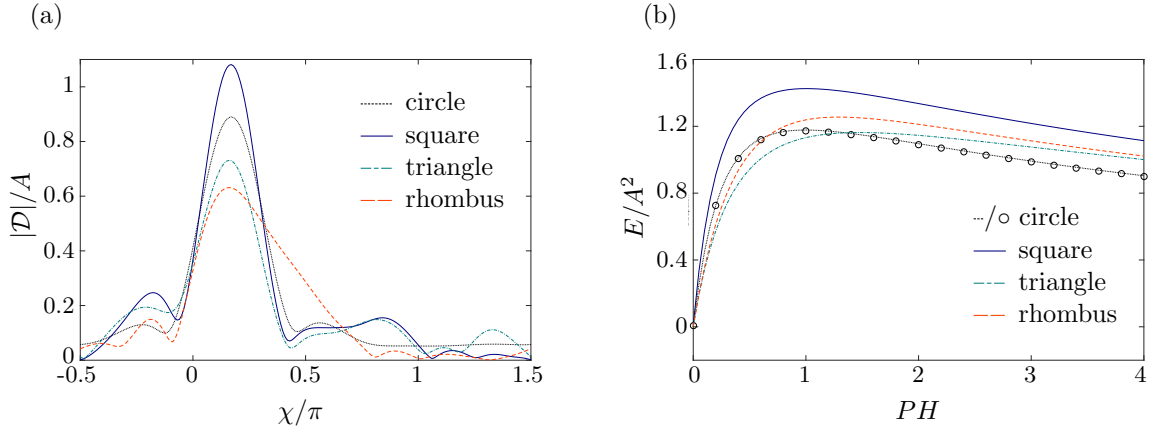 (a)
|𝒟|/A
1
0.8
0.6
0.4
0.2
0
-0.5
0
0.5
1
1.5
χ/π
circle
square
triangle
rhombus
(b)
E/A²
1.6
1.2
0.8
0.4
0
0
1
2
3
4
PH
/ circle
square
triangle
rhombus